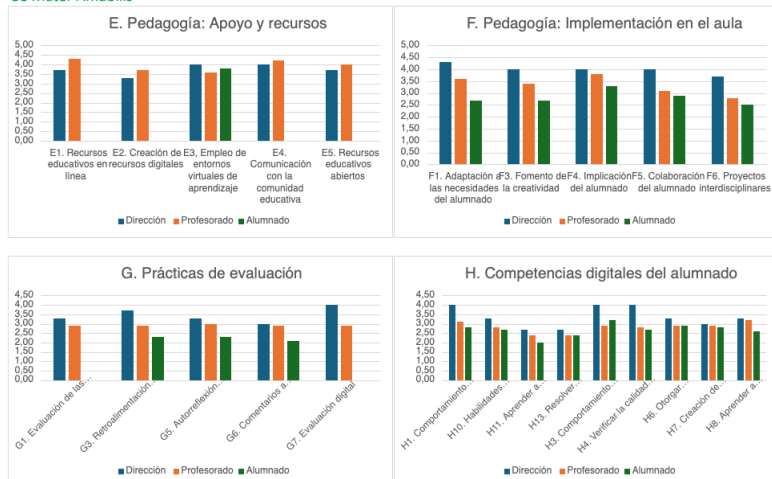 E. Pedagogía: Apoyo y recursos
5,00
4,50
4,00
3,50
3,00
2,50
2,00
1,50
1,00
0,50
0,00
E1. Recursos educativos en línea
E2. Creación de recursos digitales
E3, Empleo de entornos virtuales de aprendizaje
E4. Comunicación con la comunidad educativa
E5. Recursos educativos abiertos
Dirección Profesorado Alumnado
F. Pedagogía: Implementación en el aula
5,00
4,50
4,00
3,50
3,00
2,50
2,00
1,50
1,00
0,50
0,00
F1. Adaptación a las necesidades del alumnado
F3. Fomento de la creatividad
F4. Implicación del alumnado
F5. Colaboración del alumnado
F6. Proyectos interdisciplinares
Dirección Profesorado Alumnado
G. Prácticas de evaluación
4,50
4,00
3,50
3,00
2,50
2,00
1,50
1,00
0,50
0,00
G1. Evaluación de las...
G3. Retroalimentación...
G5. Autorreflexión...
G6. Comentarios a...
G7. Evaluación digital
Dirección Profesorado Alumnado
H. Competencias digitales del alumnado
4,50
4,00
3,50
3,00
2,50
2,00
1,50
1,00
0,50
0,00
H1. Comportamiento...
H10. Habilidades...
H11. Aprender a...
H13. Resolver...
H3. Comportamiento...
H4. Verificar la calidad...
H6. Otorgar...
H7. Creación de...
H8. Aprender a...
Dirección Profesorado Alumnado